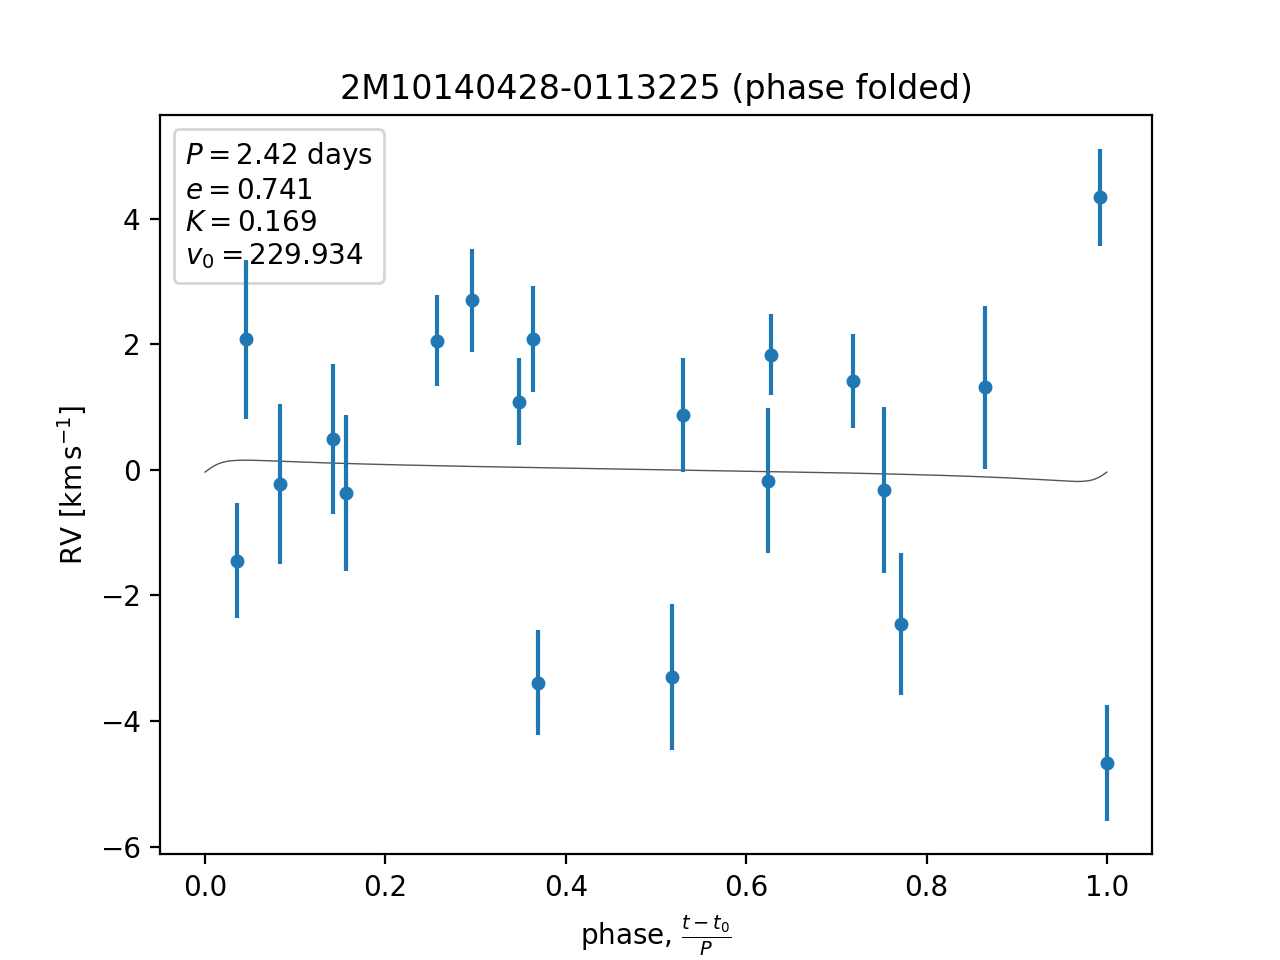 2M10140428-0113225 (phase folded)
P = 2.42 days
e = 0.741
K = 0.169
v₀ = 229.934
RV [km s⁻¹]
4
2
0
−2
−4
−6
0.0 0.2 0.4 0.6 0.8 1.0
phase, (t − t₀)/P